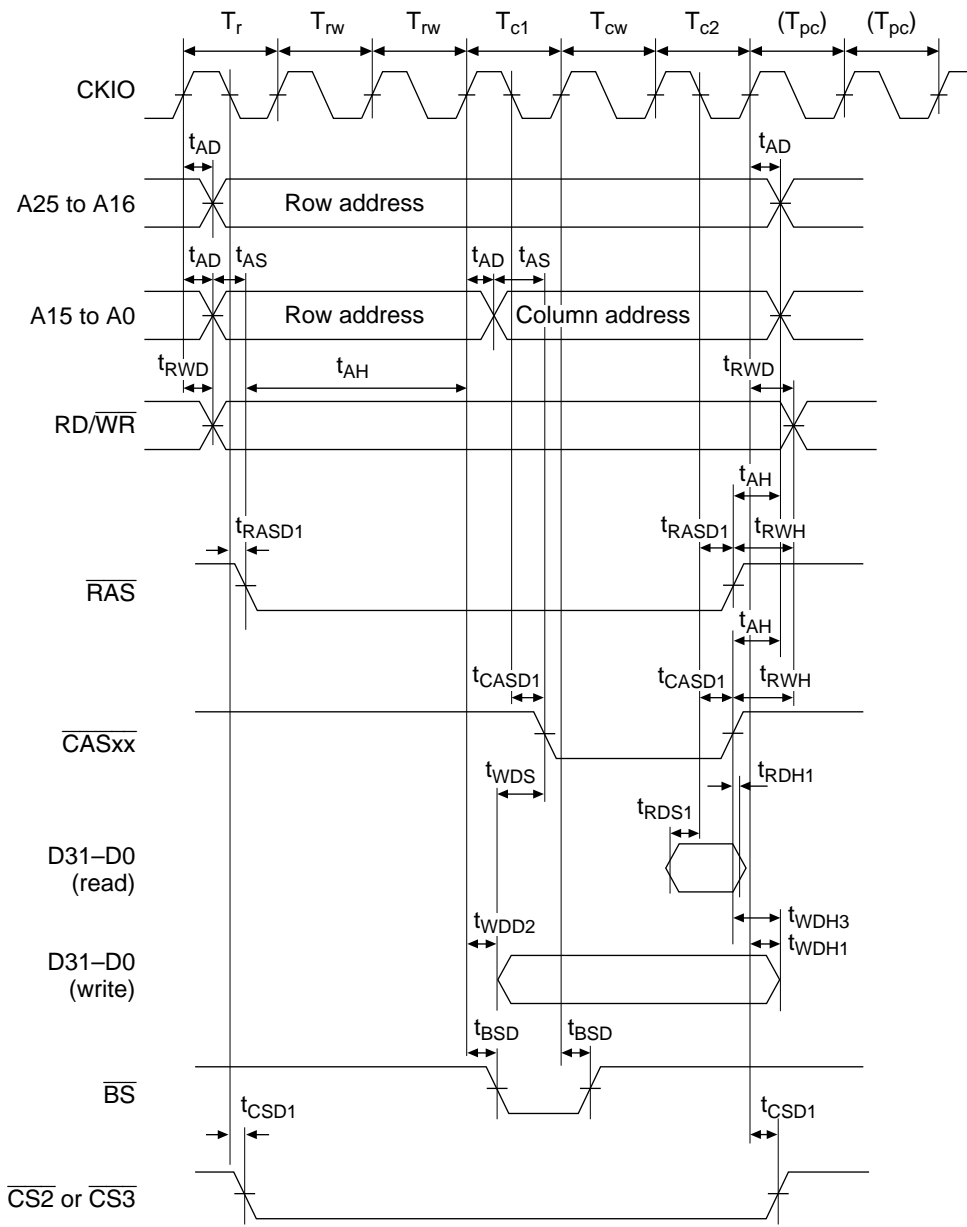 Tr Trw Trw Tc1 Tcw Tc2 (Tpc) (Tpc)
CKIO
tAD tAD
A25 to A16 Row address
tAD tAS tAD tAS
A15 to A0 Row address Column address
tRWD tAH tRWD
RD/WR
tAH
tRASD1 tRASD1 tRWH
RAS
tAH
tCASD1 tCASD1 tRWH
CASxx
tWDS tRDH1
tRDS1
D31–D0
(read)
tWDD2 tWDH3
tWDH1
D31–D0
(write)
tBSD tBSD
BS
tCSD1 tCSD1
CS2 or CS3